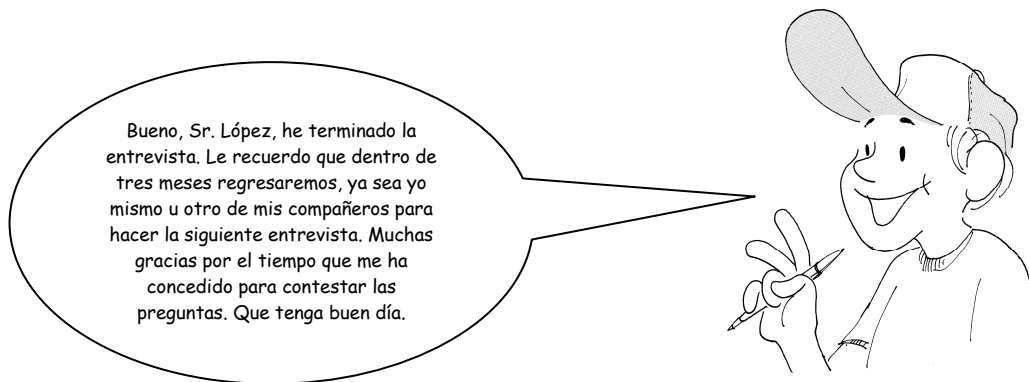 Bueno, Sr. López, he terminado la
entrevista. Le recuerdo que dentro de
tres meses regresaremos, ya sea yo
mismo u otro de mis compañeros para
hacer la siguiente entrevista. Muchas
gracias por el tiempo que me ha
concedido para contestar las
preguntas. Que tenga buen día.